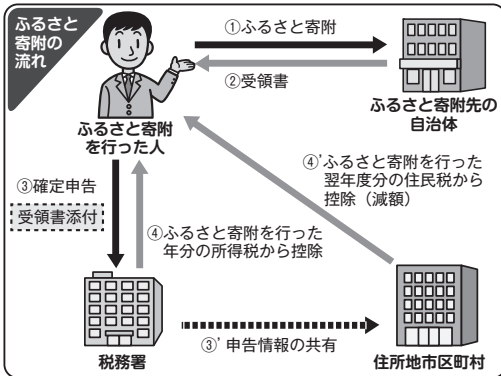 ふるさと
寄附の
流れ
①ふるさと寄附
②受領書
ふるさと寄附
を行った人
ふるさと寄附先の
自治体
③確定申告
受領書添付
④ふるさと寄附を行った
年分の所得税から控除
④'ふるさと寄附を行った
翌年度分の住民税から
控除（減額）
税務署
③' 申告情報の共有
住所地市区町村